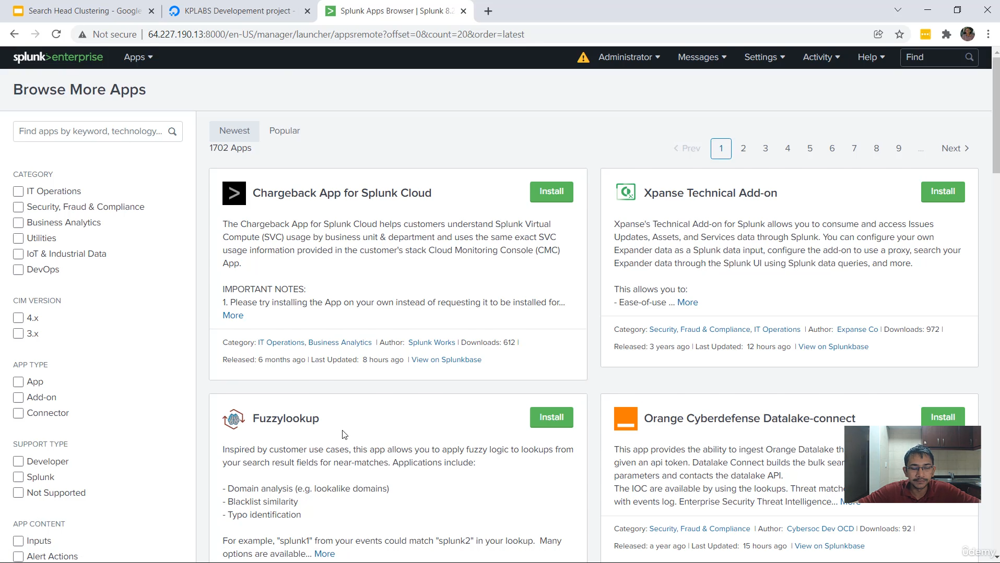 Search Head Clustering - Google
KPLABS Developement project -
Splunk Apps Browser | Splunk 8.2
Not secure
64.227.190.13:8000/en-US/manager/launcher/appsremote?offset=0&count=20&order=latest
splunk>enterprise
Apps
Administrator
Messages
Settings
Activity
Help
Find
Browse More Apps
Find apps by keyword, technology...
CATEGORY
IT Operations
Security, Fraud & Compliance
Business Analytics
Utilities
IoT & Industrial Data
DevOps
CIM VERSION
4.x
3.x
APP TYPE
App
Add-on
Connector
SUPPORT TYPE
Developer
Splunk
Not Supported
APP CONTENT
Inputs
Alert Actions
Newest
Popular
1702 Apps
< Prev 1 2 3 4 5 6 7 8 9 ... Next >
Chargeback App for Splunk Cloud
Install
The Chargeback App for Splunk Cloud helps customers understand Splunk Virtual
Compute (SVC) usage by business unit & department and uses the same exact SVC
usage information provided in the customer's stack Cloud Monitoring Console (CMC)
App.
IMPORTANT NOTES:
1. Please try installing the App on your own instead of requesting it to be installed for...
More
Category: IT Operations, Business Analytics | Author: Splunk Works | Downloads: 612 |
Released: 6 months ago | Last Updated: 8 hours ago | View on Splunkbase
Xpanse Technical Add-on
Install
Xpanse's Technical Add-on for Splunk allows you to consume and access Issues
Updates, Assets, and Services data through Splunk. You can configure your own
Expander data as a Splunk data input, configure the add-on to use a proxy, search your
Expander data through the Splunk UI using Splunk data queries, and more.
This allows you to:
- Ease-of-use ... More
Category: Security, Fraud & Compliance, IT Operations | Author: Expanse Co | Downloads: 972 |
Released: 3 years ago | Last Updated: 12 hours ago | View on Splunkbase
Fuzzylookup
Install
Inspired by customer use cases, this app allows you to apply fuzzy logic to lookups from
your search result fields for near-matches. Applications include:
- Domain analysis (e.g. lookalike domains)
- Blacklist similarity
- Typo identification
For example, "splunk1" from your events could match "splunk2" in your lookup. Many
options are available... More
Orange Cyberdefense Datalake-connect
Install
This app provides the ability to ingest Orange Datalake
given an api token. Datalake Connect builds the bulk
parameters and contacts the datalake API.
The IOC are available by using the lookups. Threat
with events log. Enterprise Security Threat Intelligence... More
Category: Security, Fraud & Compliance | Author: Cybersoc Dev OCD | Downloads: 92 |
Released: a year ago | Last Updated: 15 hours ago | View on Splunkbase
ûdemy